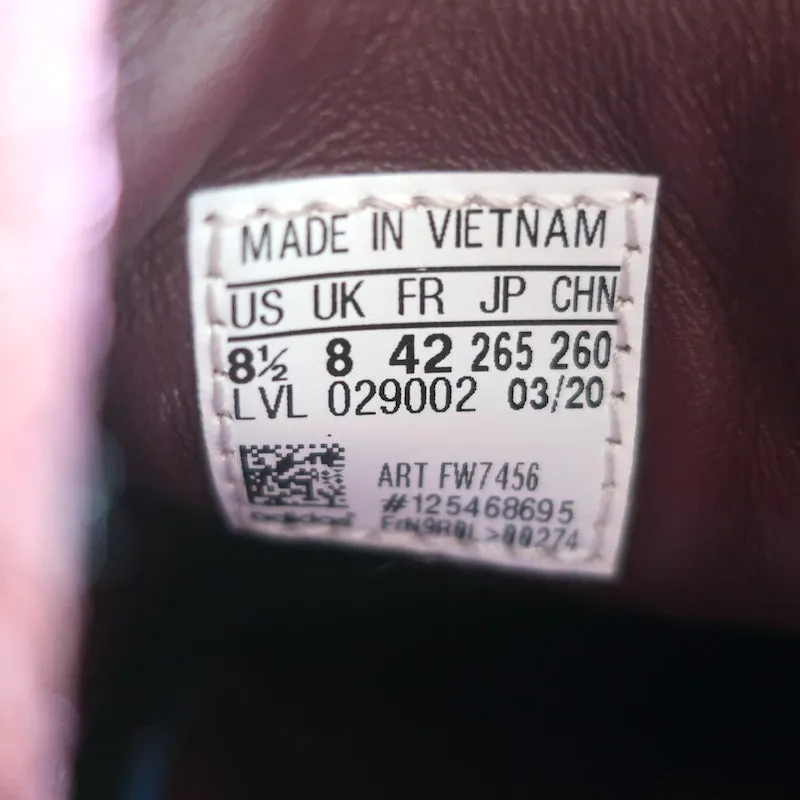 MADE IN VIETNAM
US UK FR JP CHN
8½ 8 42 265 260
LVL 029002 03/20
ART FW7456
#125468695